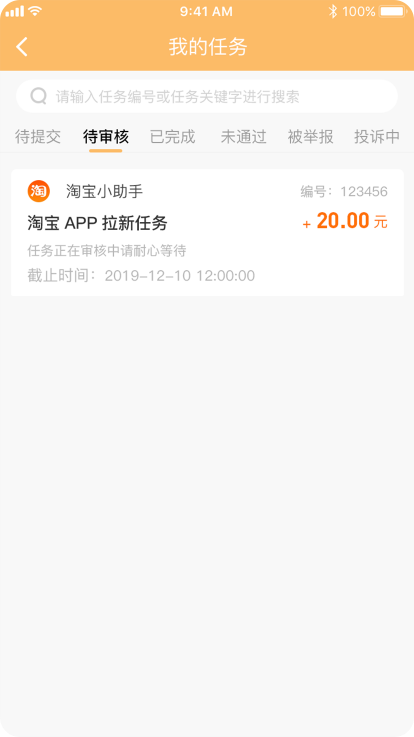 9:41 AM 100%
我的任务
请输入任务编号或任务关键字进行搜索
待提交 待审核 已完成 未通过 被举报 投诉中
淘 淘宝小助手 编号：123456
淘宝 APP 拉新任务 + 20.00 元
任务正在审核中请耐心等待
截止时间：2019-12-10 12:00:00